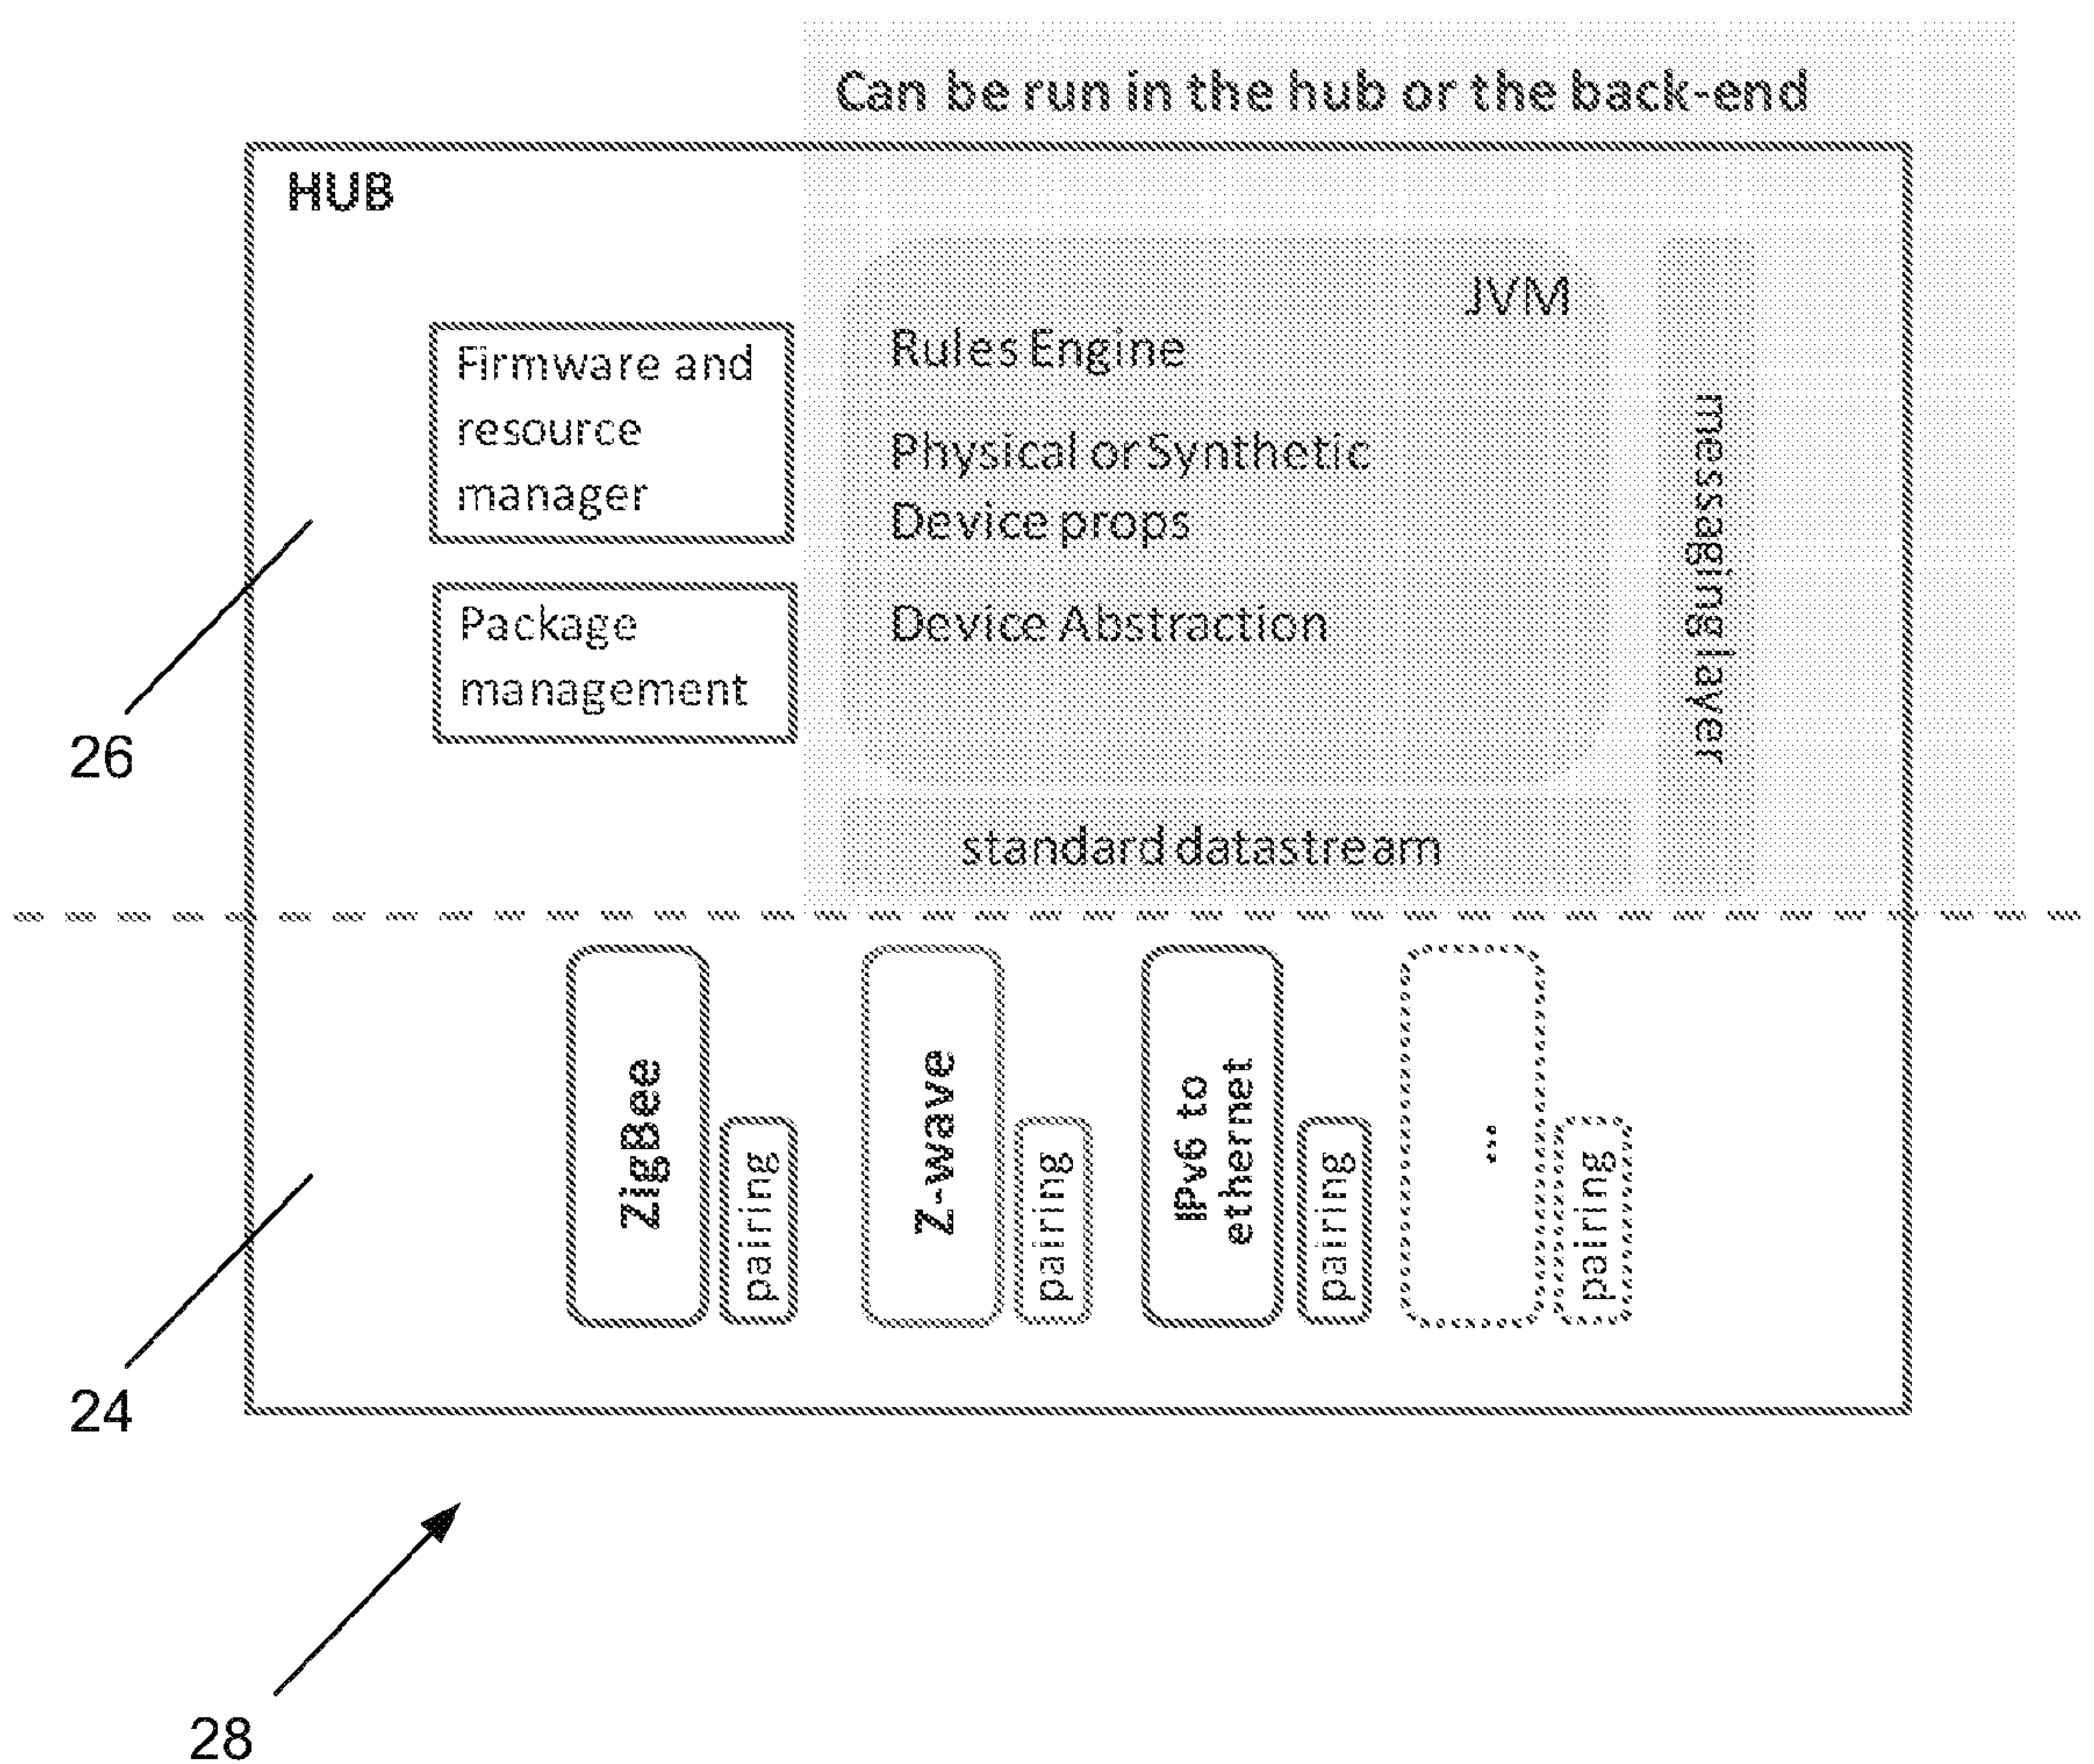 Can be run in the hub or the back-end
HUB
JVM
Firmware and
resource
manager
Rules Engine
Physical or Synthetic
Device props
Package
management
Device Abstraction
messaging layer
26
standard datastream
ZigBee
pairing
Z-wave
pairing
IPv6 to
ethernet
pairing
...
pairing
24
28